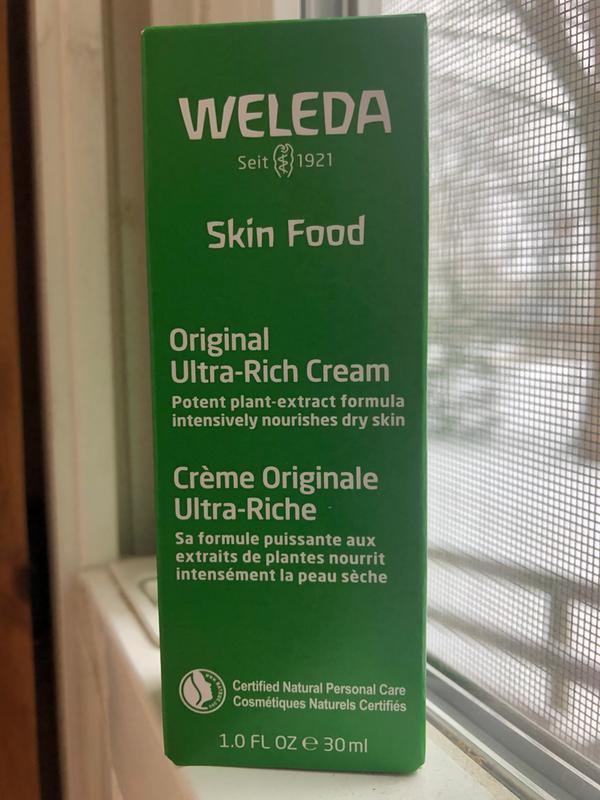 WELEDA
Seit 1921
Skin Food
Original
Ultra-Rich Cream
Potent plant-extract formula
intensively nourishes dry skin
Crème Originale
Ultra-Riche
Sa formule puissante aux
extraits de plantes nourrit
intensément la peau sèche
Certified Natural Personal Care
Cosmétiques Naturels Certifiés
1.0 FL OZ ℮ 30 ml